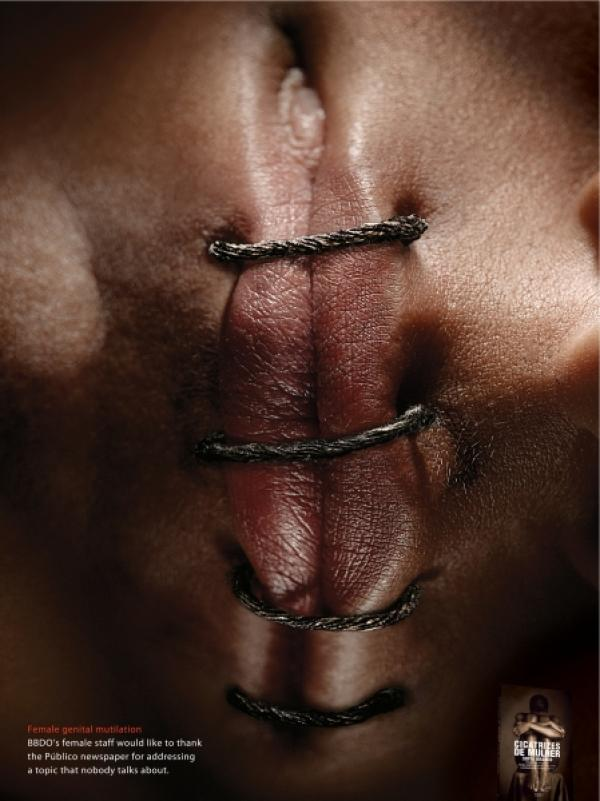 Female genital mutilation
BBDO's female staff would like to thank
the Público newspaper for addressing
a topic that nobody talks about.
CICATRIZES
DE MULHER